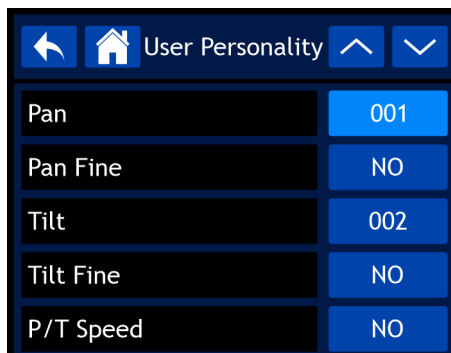 User Personality
Pan 001
Pan Fine NO
Tilt 002
Tilt Fine NO
P/T Speed NO